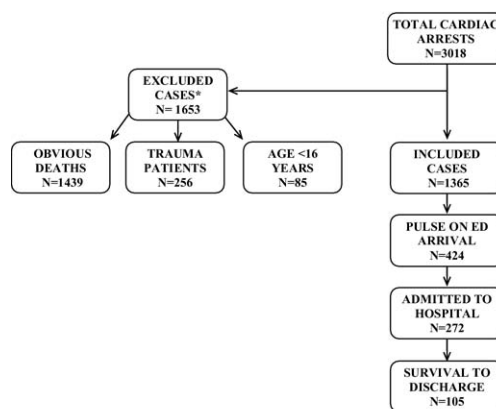 TOTAL CARDIAC
ARRESTS
N=3018
EXCLUDED
CASES*
N= 1653
OBVIOUS
DEATHS
N=1439
TRAUMA
PATIENTS
N=256
AGE <16
YEARS
N=85
INCLUDED
CASES
N=1365
PULSE ON ED
ARRIVAL
N=424
ADMITTED TO
HOSPITAL
N=272
SURVIVAL TO
DISCHARGE
N=105